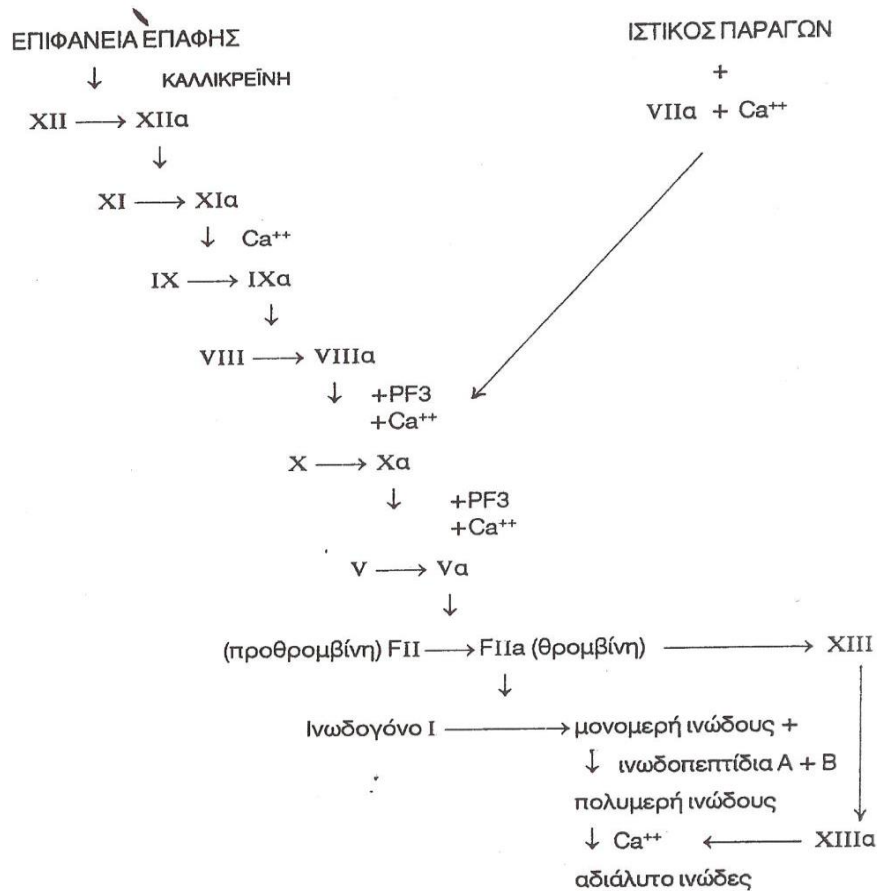 ΕΠΙΦΑΝΕΙΑ ΕΠΑΦΗΣ
ΙΣΤΙΚΟΣ ΠΑΡΑΓΩΝ
↓ ΚΑΛΛΙΚΡΕΪΝΗ
+
XII → XIIα
VIIα + Ca⁺⁺
↓
XI → XIα
↓ Ca⁺⁺
IX → IXα
↓
VIII → VIIIα
↓ +PF3
+Ca⁺⁺
X → Xα
↓ +PF3
+Ca⁺⁺
V → Vα
↓
(προθρομβίνη) FII → FIIa (θρομβίνη) → XIII
↓
Ινωδογόνο I → μονομερή ινώδους +
↓ ινωδοπεπτίδια A + B
πολυμερή ινώδους
↓ Ca⁺⁺ ← XIIIα
αδιάλυτο ινώδες